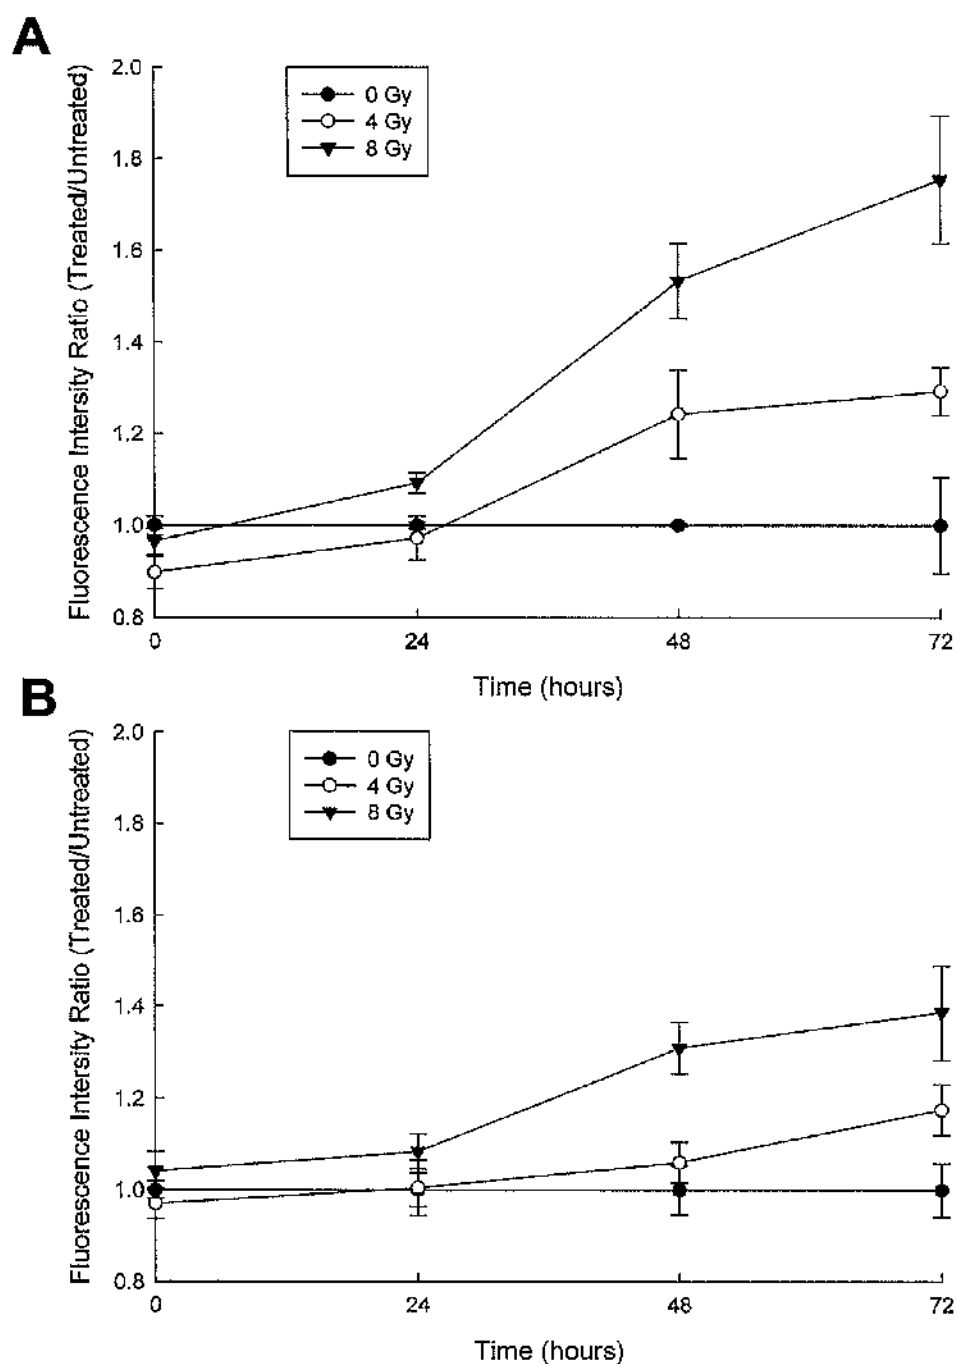 A
Fluorescence Intersity Ratio (Treated/Untreated)
2.0
1.8
1.6
1.4
1.2
1.0
0.8
0 Gy
4 Gy
8 Gy
0 24 48 72
Time (hours)
B
Fluorescence Intersity Ratio (Treated/Untreated)
2.0
1.8
1.6
1.4
1.2
1.0
0.8
0 Gy
4 Gy
8 Gy
0 24 48 72
Time (hours)